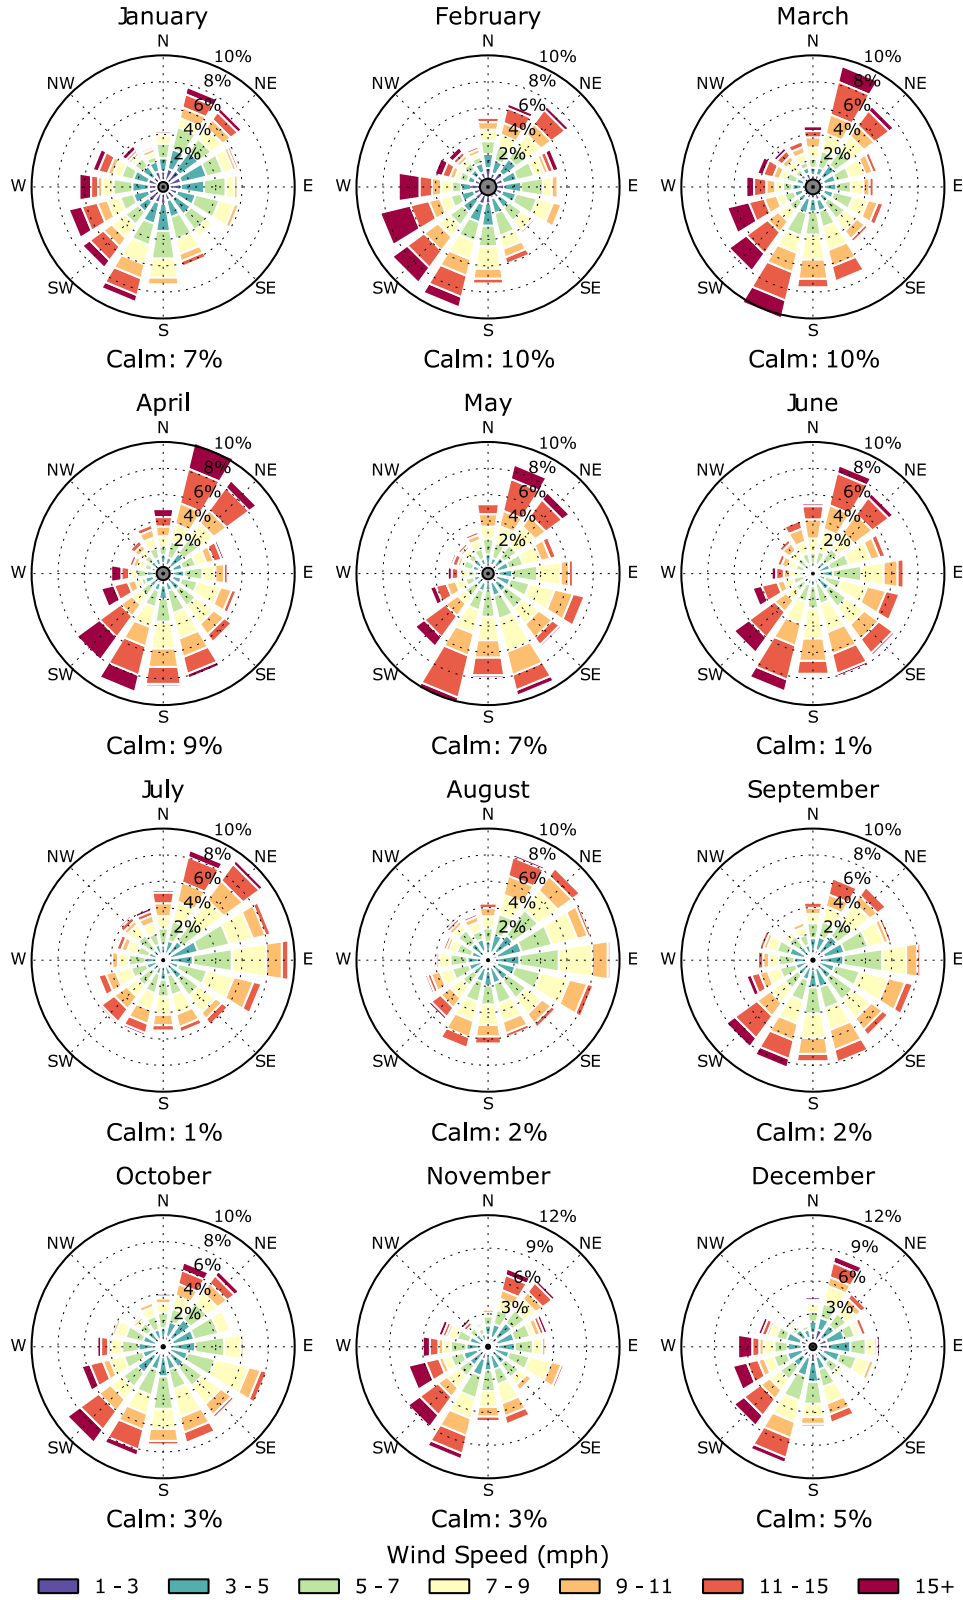 January February March
N N N
10% 10% 10%
NW 8% NE NW 8% NE NW 8% NE
6% 6% 6%
4% 4% 4%
2% 2% 2%
W E W E W E
SW SE SW SE SW SE
S S S
Calm: 7% Calm: 10% Calm: 10%
April May June
N N N
10% 10% 10%
NW 8% NE NW 8% NE NW 8% NE
6% 6% 6%
4% 4% 4%
2% 2% 2%
W E W E W E
SW SE SW SE SW SE
S S S
Calm: 9% Calm: 7% Calm: 1%
July August September
N N N
10% 10% 10%
NW 8% NE NW 8% NE NW 8% NE
6% 6% 6%
4% 4% 4%
2% 2% 2%
W E W E W E
SW SE SW SE SW SE
S S S
Calm: 1% Calm: 2% Calm: 2%
October November December
N N N
10% 12% 12%
NW 8% NE NW 9% NE NW 9% NE
6% 6% 6%
4% 3% 3%
2%
W E W E W E
SW SE SW SE SW SE
S S S
Calm: 3% Calm: 3% Calm: 5%
Wind Speed (mph)
1 - 3 3 - 5 5 - 7 7 - 9 9 - 11 11 - 15 15+